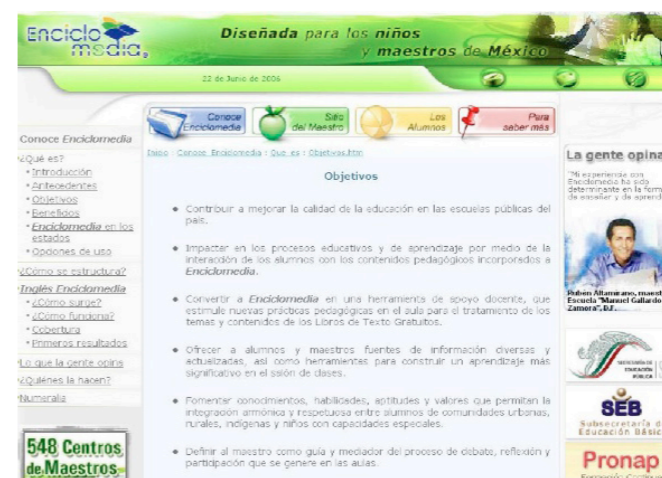 Enciclomedia
Diseñada para los niños
y maestros de México
22 de Junio de 2006
Conoce Enciclomedia
Sitio del Maestro
Los Alumnos
Para saber más
Inicio : Conoce Enciclomedia : Que es : Objetivos.htm
Conoce Enciclomedia
¿Qué es?
Introducción
Antecedentes
Objetivos
Beneficios
Enciclomedia en los
estados
Opciones de uso
¿Cómo se estructura?
Inglés Enciclomedia
¿Cómo surge?
¿Cómo funciona?
Cobertura
Primeros resultados
Lo que la gente opina
¿Quiénes la hacen?
Numeralia
548 Centros
de Maestros
Objetivos
Contribuir a mejorar la calidad de la educación en las escuelas públicas del
país.
Impactar en los procesos educativos y de aprendizaje por medio de la
interacción de los alumnos con los contenidos pedagógicos incorporados a
Enciclomedia.
Convertir a Enciclomedia en una herramienta de apoyo docente, que
estimule nuevas prácticas pedagógicas en el aula para el tratamiento de los
temas y contenidos de los Libros de Texto Gratuitos.
Ofrecer a alumnos y maestros fuentes de información diversas y
actualizadas, así como herramientas para construir un aprendizaje más
significativo en el salón de clases.
Fomentar conocimientos, habilidades, aptitudes y valores que permitan la
integración armónica y respetuosa entre alumnos de comunidades urbanas,
rurales, indígenas y niños con capacidades especiales.
Definir al maestro como guía y mediador del proceso de debate, reflexión y
participación que se genere en las aulas.
La gente opina
"Mi experiencia con
Enciclomedia ha sido
determinante en la form
de enseñar y de aprend
Rubén Altamirano, maest
Escuela "Manuel Gallardo
Zamora", D.F.
SECRETARÍA DE
EDUCACIÓN
PÚBLICA
SEB
Subsecretaría d
Educación Básic
Pronap